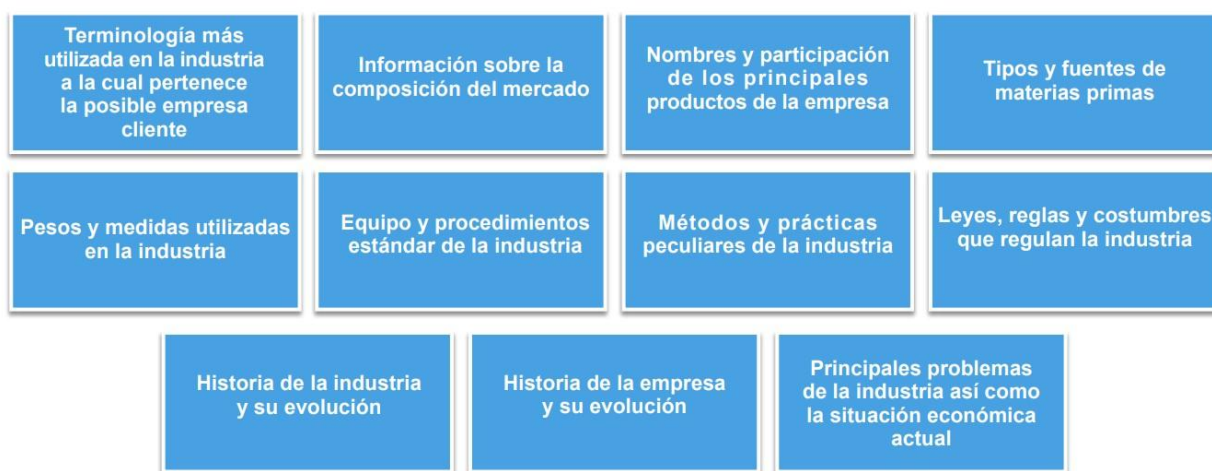 Terminología más
utilizada en la industria
a la cual pertenece
la posible empresa
cliente
Información sobre la
composición del mercado
Nombres y participación
de los principales
productos de la empresa
Tipos y fuentes de
materias primas
Pesos y medidas utilizadas
en la industria
Equipo y procedimientos
estándar de la industria
Métodos y prácticas
peculiares de la industria
Leyes, reglas y costumbres
que regulan la industria
Historia de la industria
y su evolución
Historia de la empresa
y su evolución
Principales problemas
de la industria así como
la situación económica
actual